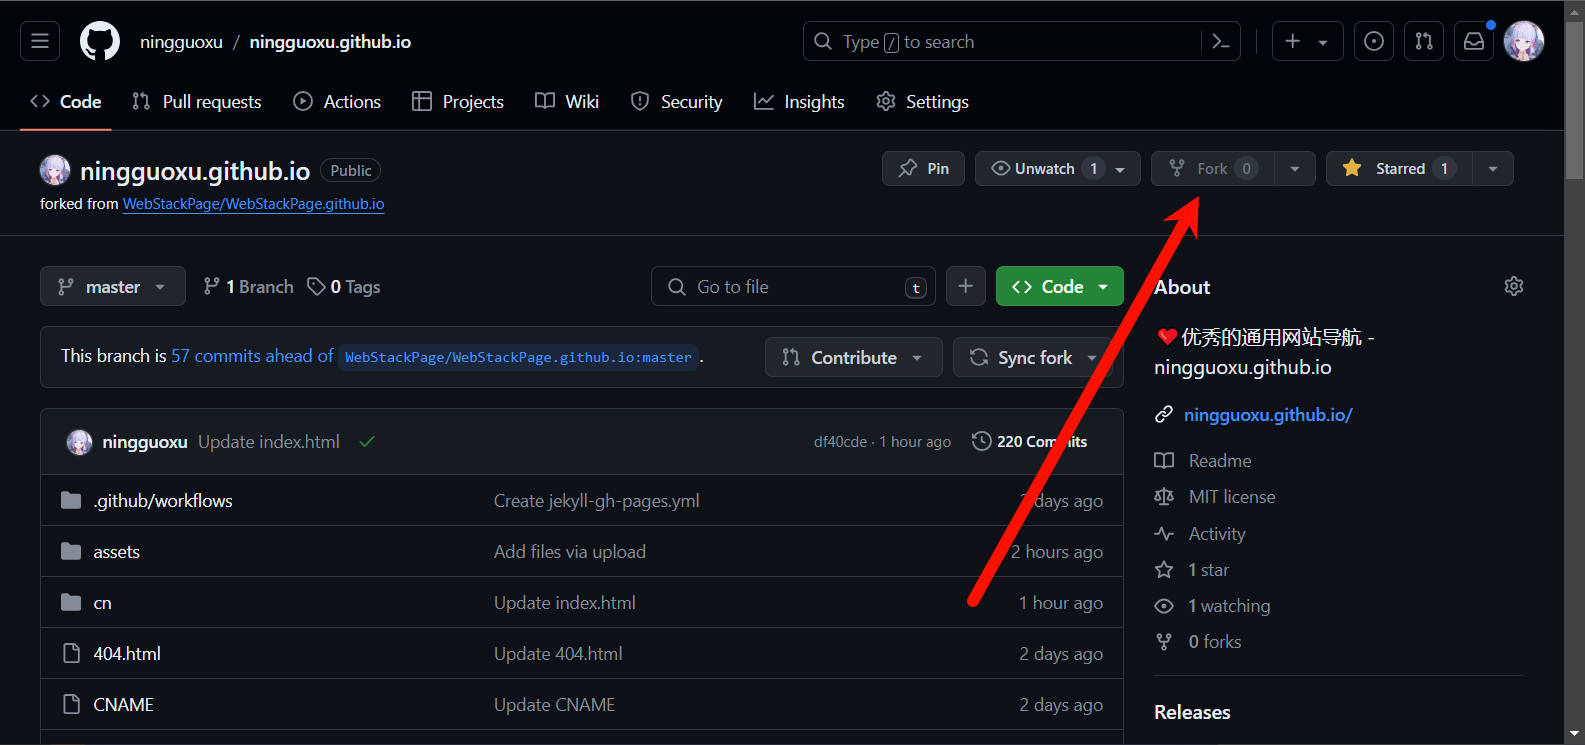 ningguoxu / ningguoxu.github.io
Type / to search
Code Pull requests Actions Projects Wiki Security Insights Settings
ningguoxu.github.io Public
Pin Unwatch 1 Fork 0 Starred 1
forked from WebStackPage/WebStackPage.github.io
master 1 Branch 0 Tags
Go to file t
Code
This branch is 57 commits ahead of WebStackPage/WebStackPage.github.io:master .
Contribute Sync fork
ningguoxu Update index.html df40cde · 1 hour ago 220 Commits
.github/workflows Create jekyll-gh-pages.yml days ago
assets Add files via upload 2 hours ago
cn Update index.html 1 hour ago
404.html Update 404.html 2 days ago
CNAME Update CNAME 2 days ago
About
优秀的通用网站导航 -
ningguoxu.github.io
ningguoxu.github.io/
Readme
MIT license
Activity
1 star
1 watching
0 forks
Releases